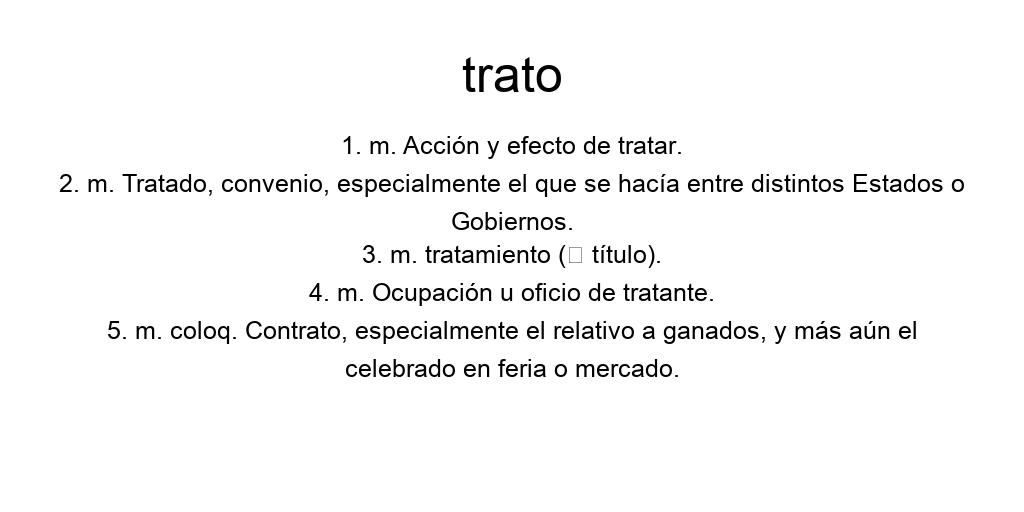 trato
1. m. Acción y efecto de tratar.
2. m. Tratado, convenio, especialmente el que se hacía entre distintos Estados o
Gobiernos.
3. m. tratamiento (□ título).
4. m. Ocupación u oficio de tratante.
5. m. coloq. Contrato, especialmente el relativo a ganados, y más aún el
celebrado en feria o mercado.